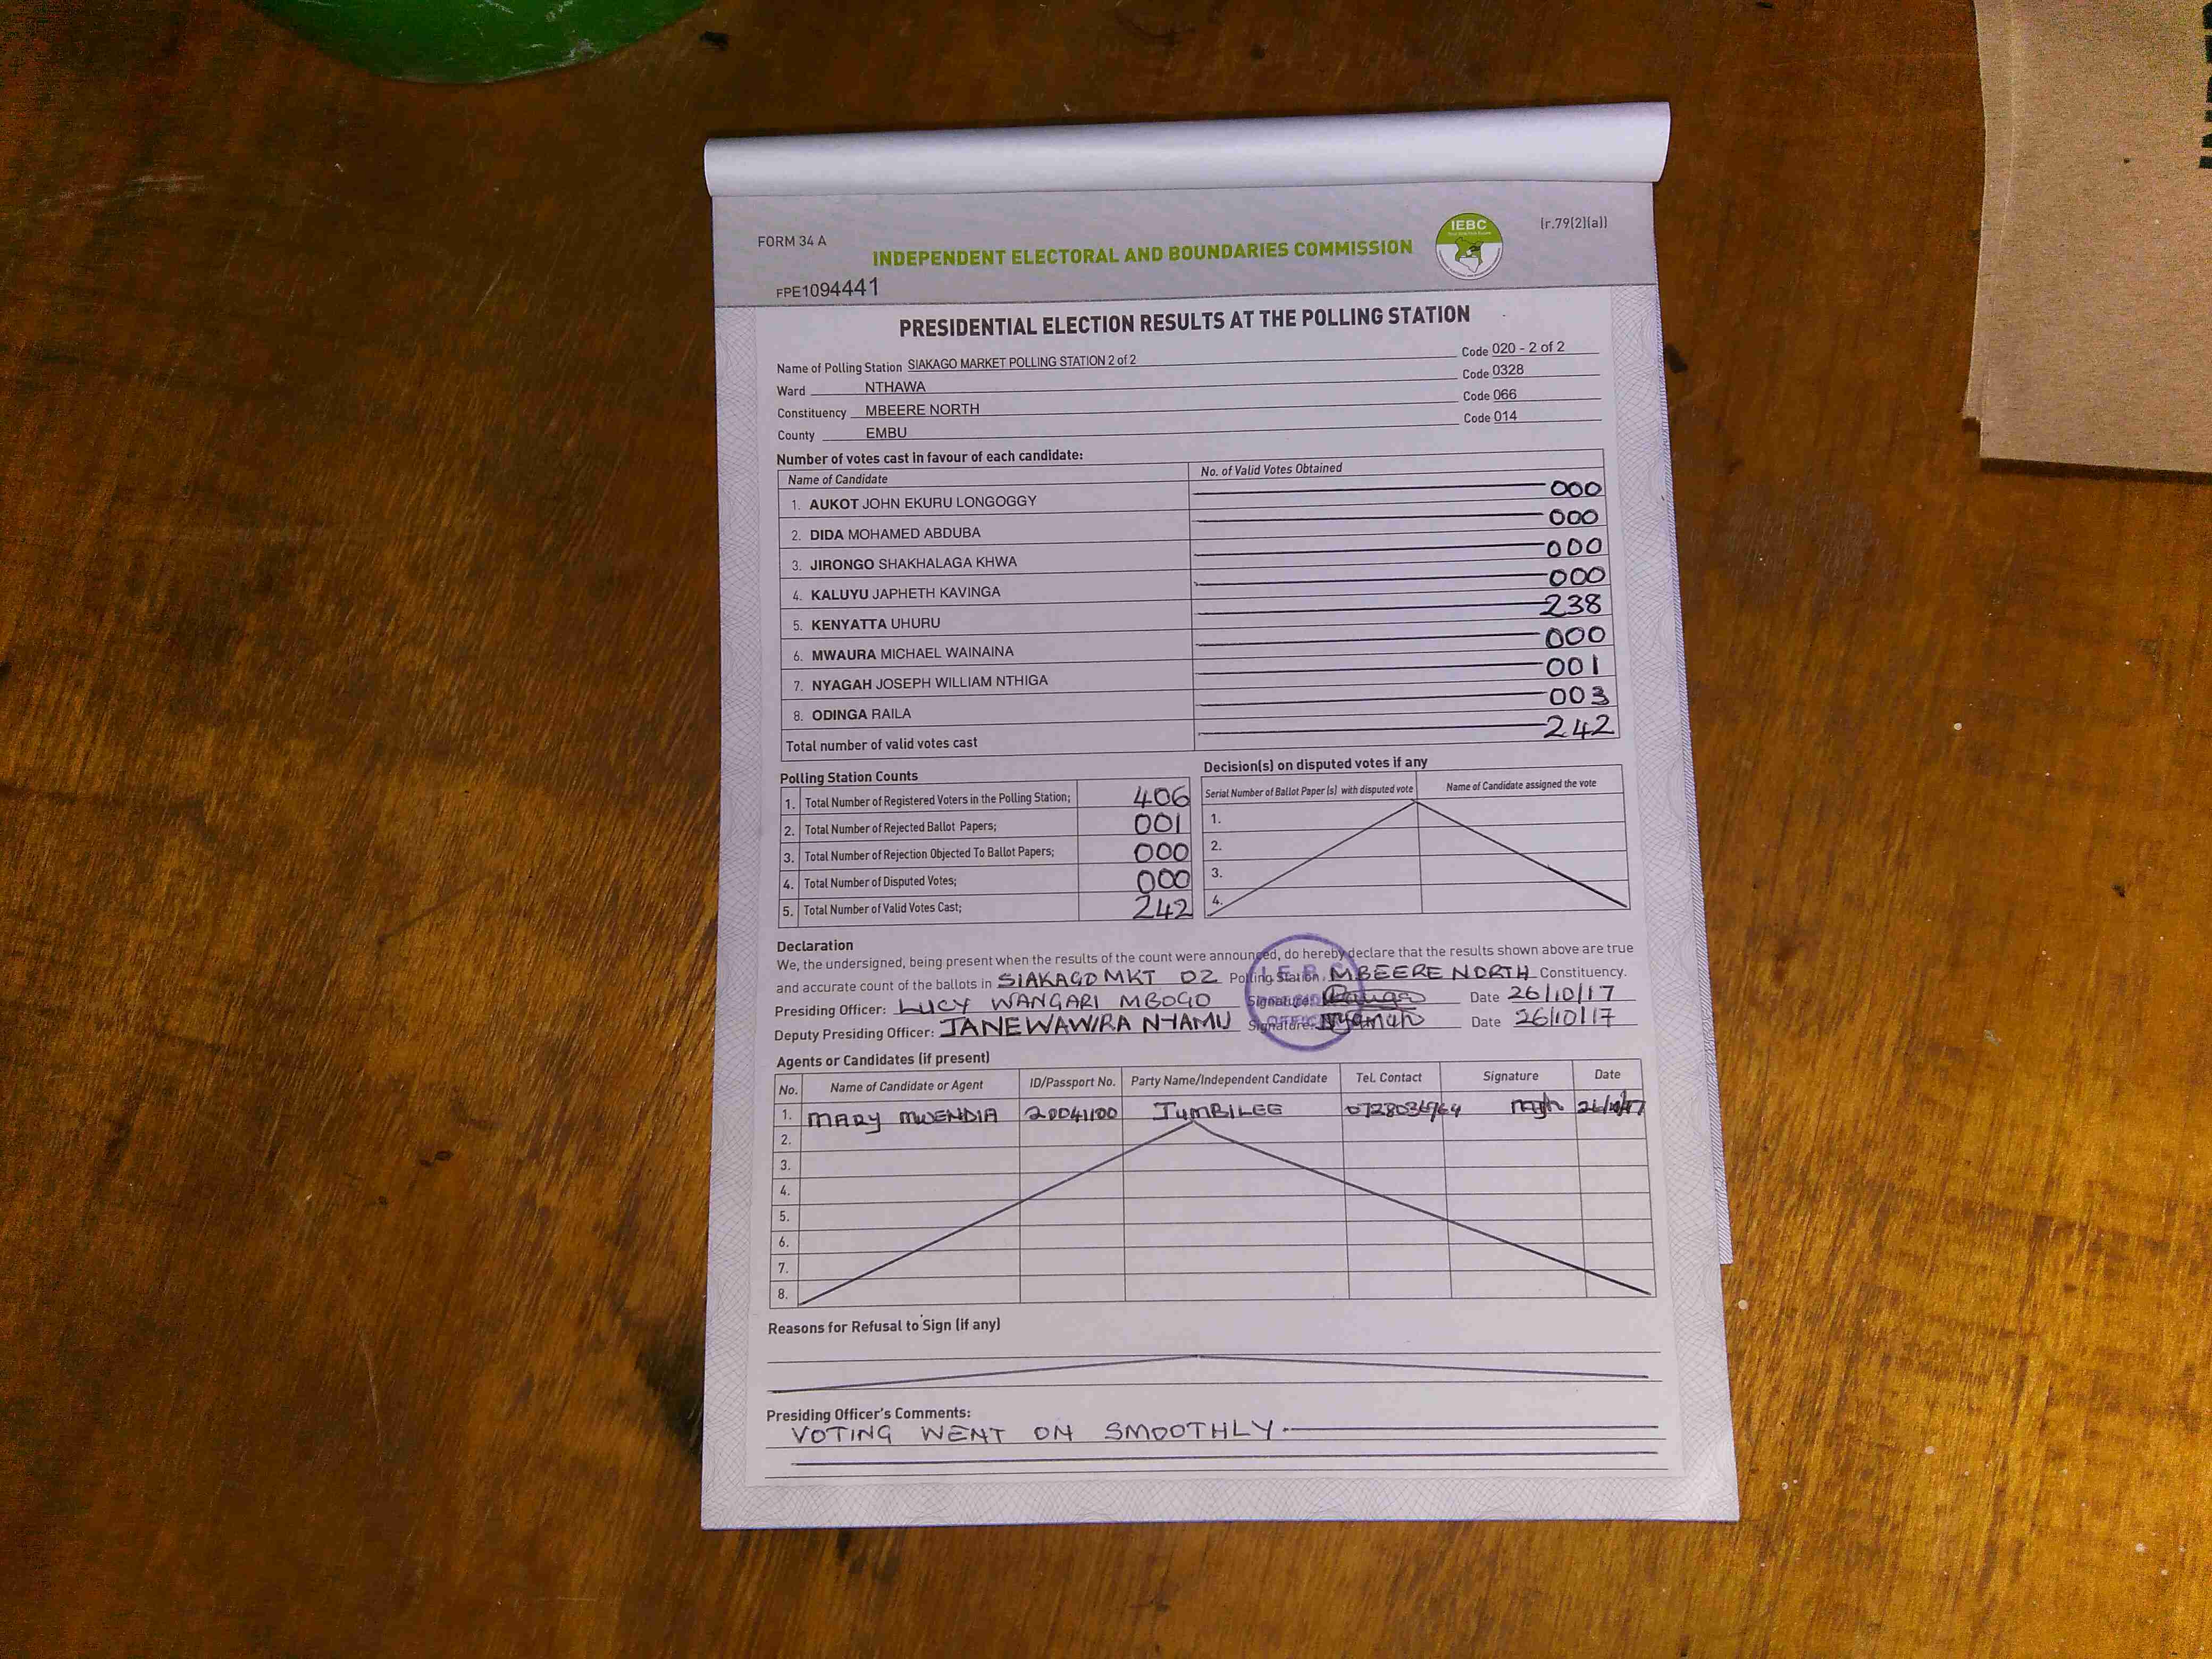 FORM 34 A
INDEPENDENT ELECTORAL AND BOUNDARIES COMMISSION
IEBC
(r.79(2)(a))
FPE1094441
PRESIDENTIAL ELECTION RESULTS AT THE POLLING STATION
Name of Polling Station SIAKAGO MARKET POLLING STATION 2 of 2 Code 020 - 2 of 2
Ward NTHAWA Code 0328
Constituency MBEERE NORTH Code 066
County EMBU Code 014
Number of votes cast in favour of each candidate:
Name of Candidate No. of Valid Votes Obtained
1. AUKOT JOHN EKURU LONGOGGY 000
2. DIDA MOHAMED ABDUBA 000
3. JIRONGO SHAKHALAGA KHWA 000
4. KALUYU JAPHETH KAVINGA 000
5. KENYATTA UHURU 238
6. MWAURA MICHAEL WAINAINA 000
7. NYAGAH JOSEPH WILLIAM NTHIGA 001
8. ODINGA RAILA 003
Total number of valid votes cast 242
Polling Station Counts
1. Total Number of Registered Voters in the Polling Station; 406
2. Total Number of Rejected Ballot Papers; 001
3. Total Number of Rejection Objected To Ballot Papers; 000
4. Total Number of Disputed Votes; 000
5. Total Number of Valid Votes Cast; 242
Decision(s) on disputed votes if any
Serial Number of Ballot Paper (s) with disputed vote Name of Candidate assigned the vote
1.
2.
3.
4.
Declaration
We, the undersigned, being present when the results of the count were announced, do hereby declare that the results shown above are true
and accurate count of the ballots in SIAKAGO MKT 02 Polling Station, MBEERE NORTH Constituency.
Presiding Officer: LUCY WANGARI MBOGO Signature: Date 26/10/17
Deputy Presiding Officer: JANEWAWIRA NYAMU Signature: Nyamu Date 26/10/17
Agents or Candidates (if present)
No. Name of Candidate or Agent ID/Passport No. Party Name/Independent Candidate Tel. Contact Signature Date
1. MARY MWENDIA 20041100 JUMBILEE 26/10/17
2.
3.
4.
5.
6.
7.
8.
Reasons for Refusal to Sign (if any)
Presiding Officer's Comments:
VOTING WENT ON SMOOTHLY.